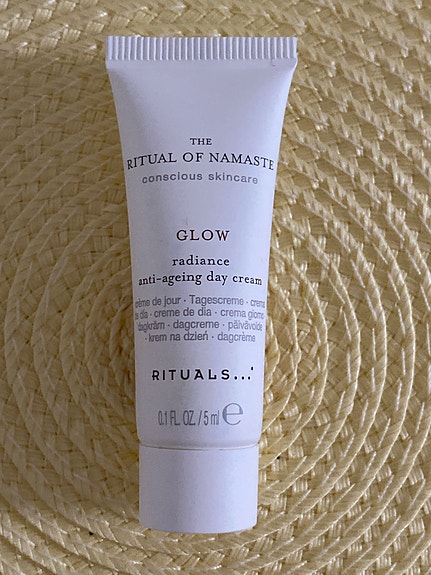 THE
RITUAL OF NAMASTE
conscious skincare
GLOW
radiance
anti-ageing day cream
crème de jour · Tagescreme · crema
de día · creme de dia · crema giorno
dagkräm · dagcreme · päivävoide
· krem na dzień · dagcrème
RITUALS...
0.1 FL. OZ. / 5 ml ℮